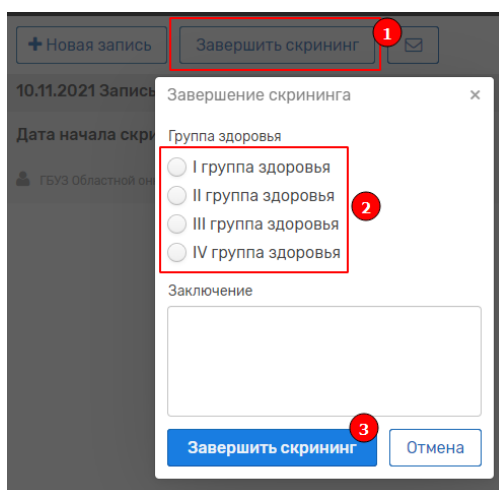 + Новая запись
Завершить скрининг
1
10.11.2021 Запись
Завершение скрининга
×
Дата начала скри
Группа здоровья
ГБУЗ Областной он
I группа здоровья
II группа здоровья
2
III группа здоровья
IV группа здоровья
Заключение
3
Завершить скрининг
Отмена